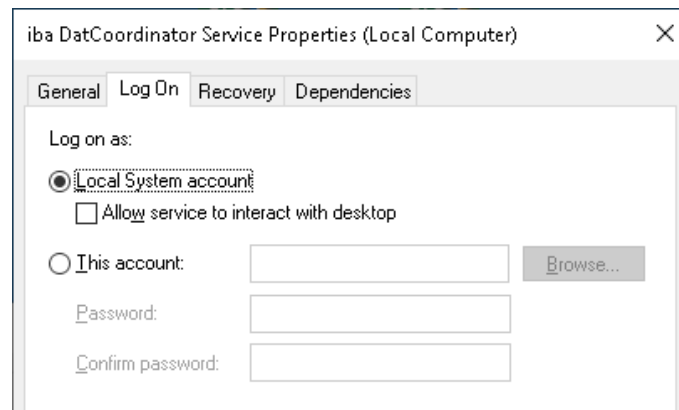 iba DatCoordinator Service Properties (Local Computer)
General Log On Recovery Dependencies
Log on as:
Local System account
Allow service to interact with desktop
This account:
Browse...
Password:
Confirm password: